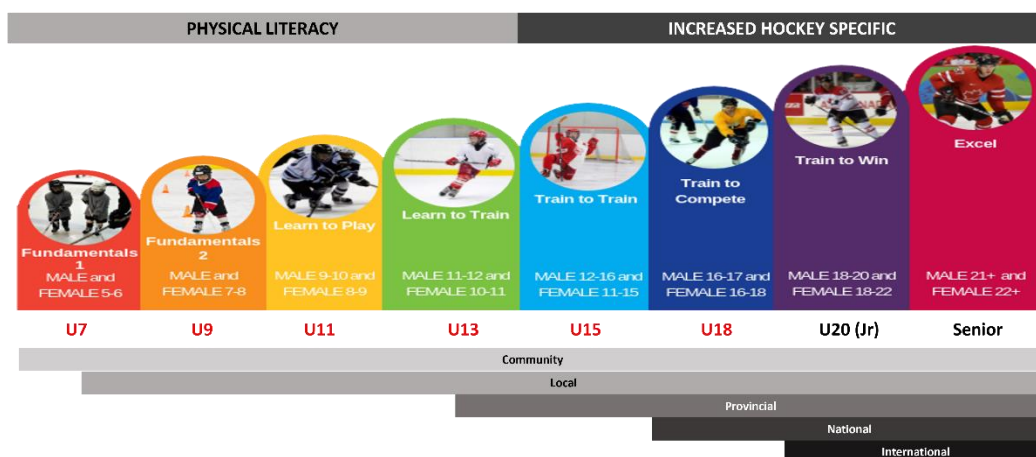 PHYSICAL LITERACY
INCREASED HOCKEY SPECIFIC
Fundamentals
1
MALE and
FEMALE 5-6
Fundamentals
2
MALE and
FEMALE 7-8
Learn to Play
MALE 9-10 and
FEMALE 8-9
Learn to Train
MALE 11-12 and
FEMALE 10-11
Train to Train
MALE 12-16 and
FEMALE 11-15
Train to
Compete
MALE 16-17 and
FEMALE 16-18
Train to Win
MALE 18-20 and
FEMALE 18-22
Excel
MALE 21+ and
FEMALE 22+
U7
U9
U11
U13
U15
U18
U20 (Jr)
Senior
Community
Local
Provincial
National
International